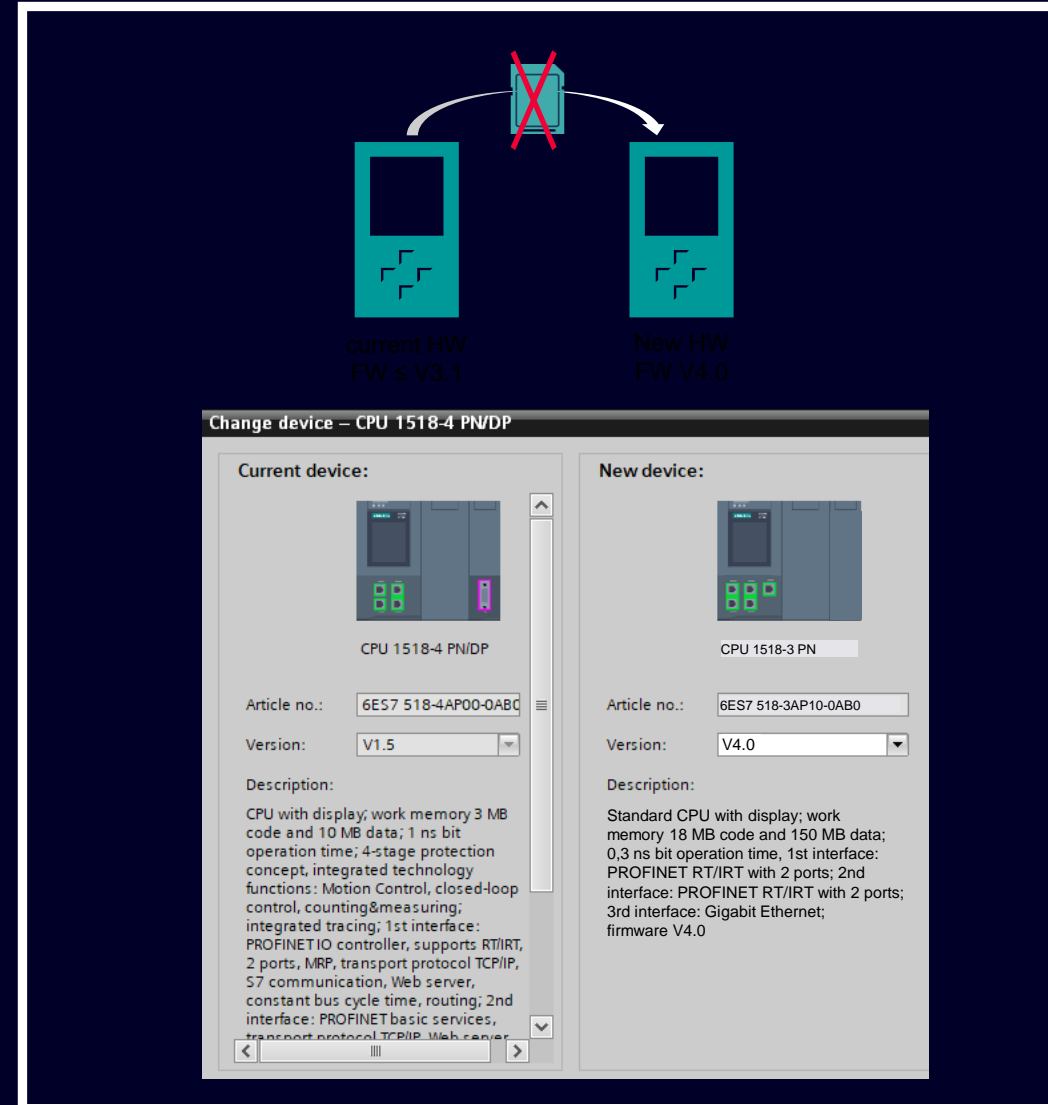 current HW
FW ≤ V3.1
New HW
FW V4.0
Change device – CPU 1518-4 PN/DP
Current device:
CPU 1518-4 PN/DP
Article no.:
6ES7 518-4AP00-0AB0
Version:
V1.5
Description:
CPU with display; work memory 3 MB
code and 10 MB data; 1 ns bit
operation time; 4-stage protection
concept, integrated technology
functions: Motion Control, closed-loop
control, counting&measuring;
integrated tracing; 1st interface:
PROFINET IO controller, supports RT/IRT,
2 ports, MRP, transport protocol TCP/IP,
S7 communication, Web server,
constant bus cycle time, routing; 2nd
interface: PROFINET basic services,
transport protocol TCP/IP, Web server,
New device:
CPU 1518-3 PN
Article no.:
6ES7 518-3AP10-0AB0
Version:
V4.0
Description:
Standard CPU with display; work
memory 18 MB code and 150 MB data;
0,3 ns bit operation time, 1st interface:
PROFINET RT/IRT with 2 ports; 2nd
interface: PROFINET RT/IRT with 2 ports;
3rd interface: Gigabit Ethernet;
firmware V4.0